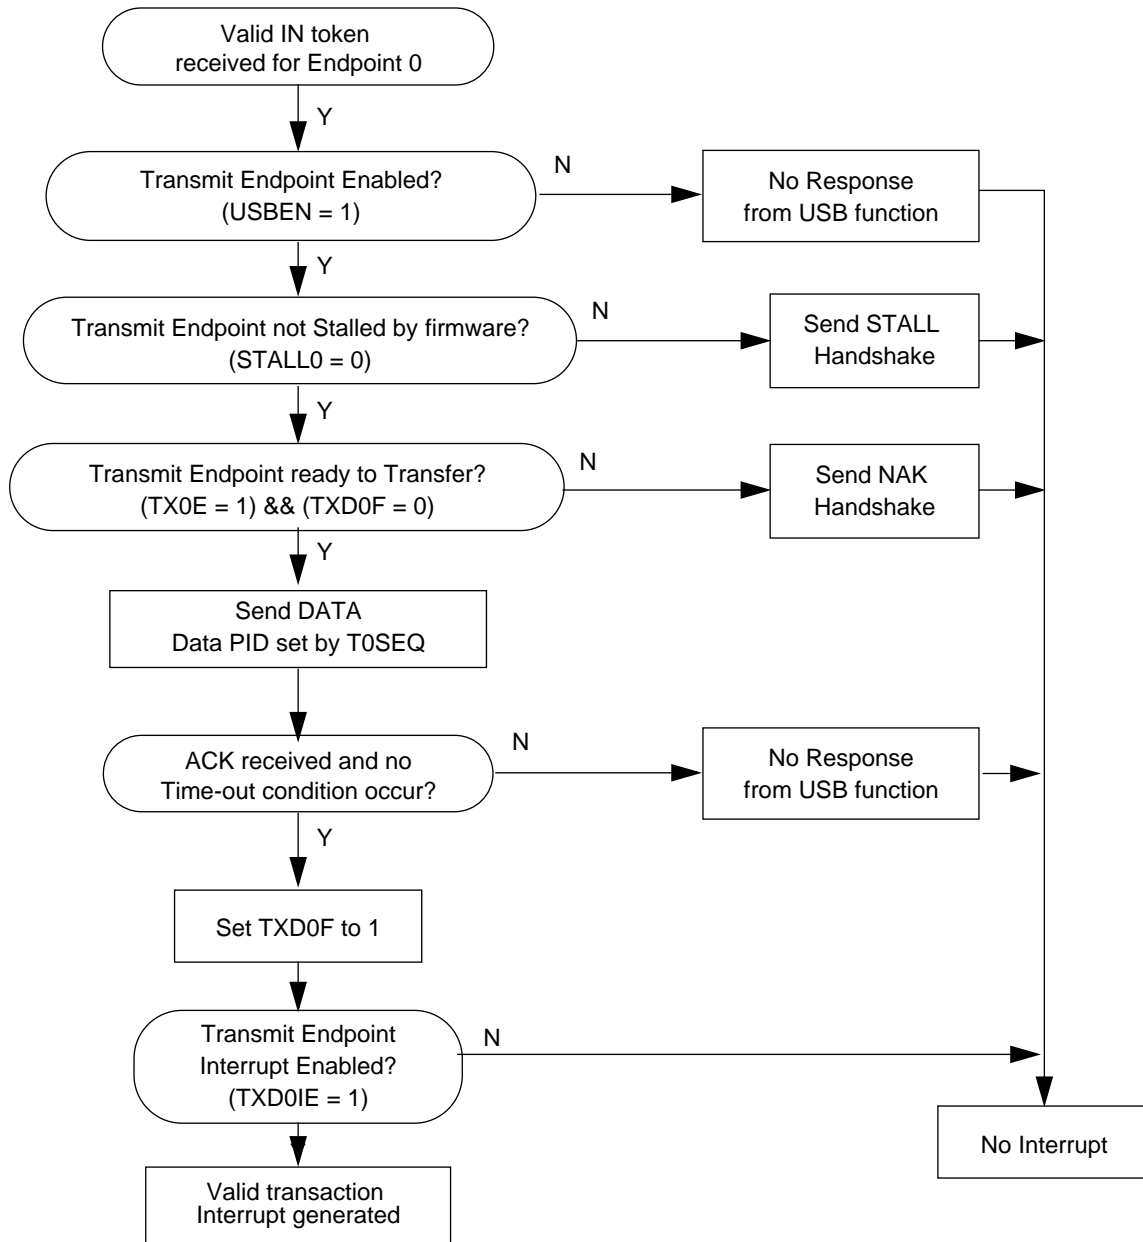 Valid IN token
received for Endpoint 0
Y
Transmit Endpoint Enabled?
(USBEN = 1)
N
No Response
from USB function
Y
Transmit Endpoint not Stalled by firmware?
(STALL0 = 0)
N
Send STALL
Handshake
Y
Transmit Endpoint ready to Transfer?
(TX0E = 1) && (TXD0F = 0)
N
Send NAK
Handshake
Y
Send DATA
Data PID set by T0SEQ
ACK received and no
Time-out condition occur?
N
No Response
from USB function
Y
Set TXD0F to 1
Transmit Endpoint
Interrupt Enabled?
(TXD0IE = 1)
N
No Interrupt
Valid transaction
Interrupt generated